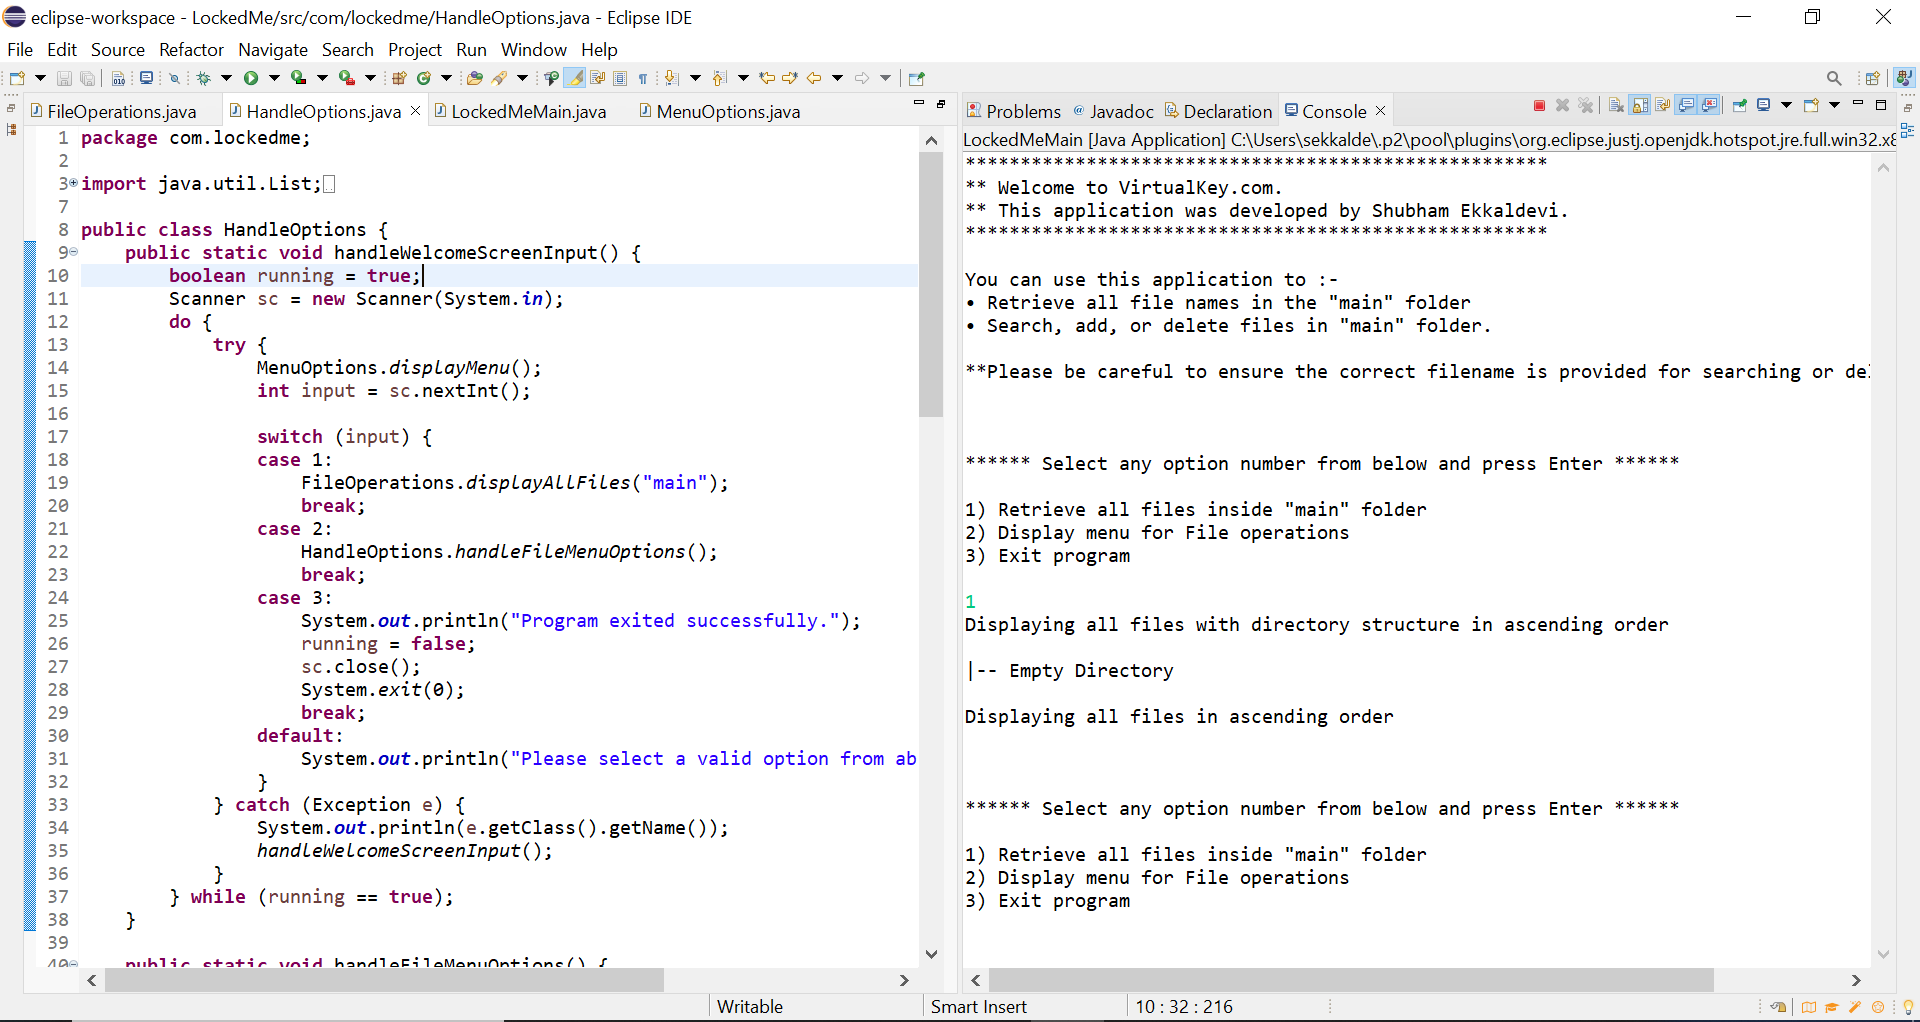 eclipse-workspace - LockedMe/src/com/lockedme/HandleOptions.java - Eclipse IDE
File Edit Source Refactor Navigate Search Project Run Window Help
FileOperations.java HandleOptions.java LockedMeMain.java MenuOptions.java
1 package com.lockedme;
2
3 import java.util.List;
7
8 public class HandleOptions {
9 public static void handleWelcomeScreenInput() {
10 boolean running = true;
11 Scanner sc = new Scanner(System.in);
12 do {
13 try {
14 MenuOptions.displayMenu();
15 int input = sc.nextInt();
16
17 switch (input) {
18 case 1:
19 FileOperations.displayAllFiles("main");
20 break;
21 case 2:
22 HandleOptions.handleFileMenuOptions();
23 break;
24 case 3:
25 System.out.println("Program exited successfully.");
26 running = false;
27 sc.close();
28 System.exit(0);
29 break;
30 default:
31 System.out.println("Please select a valid option from ab
32 }
33 } catch (Exception e) {
34 System.out.println(e.getClass().getName());
35 handleWelcomeScreenInput();
36 }
37 } while (running == true);
38 }
39
40 public static void handleFileMenuOptions() {
Problems Javadoc Declaration Console
LockedMeMain [Java Application] C:\Users\sekkalde\.p2\pool\plugins\org.eclipse.justj.openjdk.hotspot.jre.full.win32.x8
*****************************************************
** Welcome to VirtualKey.com.
** This application was developed by Shubham Ekkaldevi.
*****************************************************
You can use this application to :-
• Retrieve all file names in the "main" folder
• Search, add, or delete files in "main" folder.
**Please be careful to ensure the correct filename is provided for searching or de
****** Select any option number from below and press Enter ******
1) Retrieve all files inside "main" folder
2) Display menu for File operations
3) Exit program
1
Displaying all files with directory structure in ascending order
|-- Empty Directory
Displaying all files in ascending order
****** Select any option number from below and press Enter ******
1) Retrieve all files inside "main" folder
2) Display menu for File operations
3) Exit program
Writable Smart Insert 10 : 32 : 216